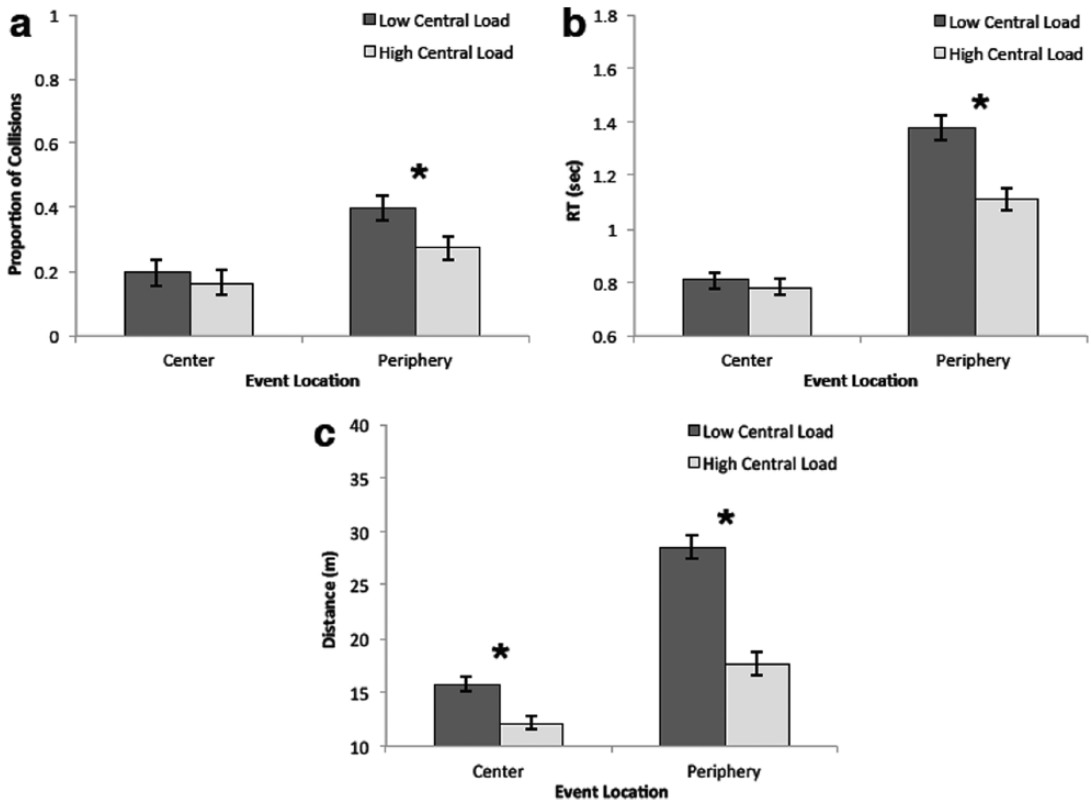 a
Low Central Load
High Central Load
1
0.8
0.6
0.4
0.2
0
Proportion of Collisions
*
Center
Periphery
Event Location
b
Low Central Load
High Central Load
1.8
1.6
1.4
1.2
1
0.8
0.6
RT (sec)
*
Center
Periphery
Event Location
c
Low Central Load
High Central Load
40
35
30
25
20
15
10
Distance (m)
*
*
Center
Periphery
Event Location